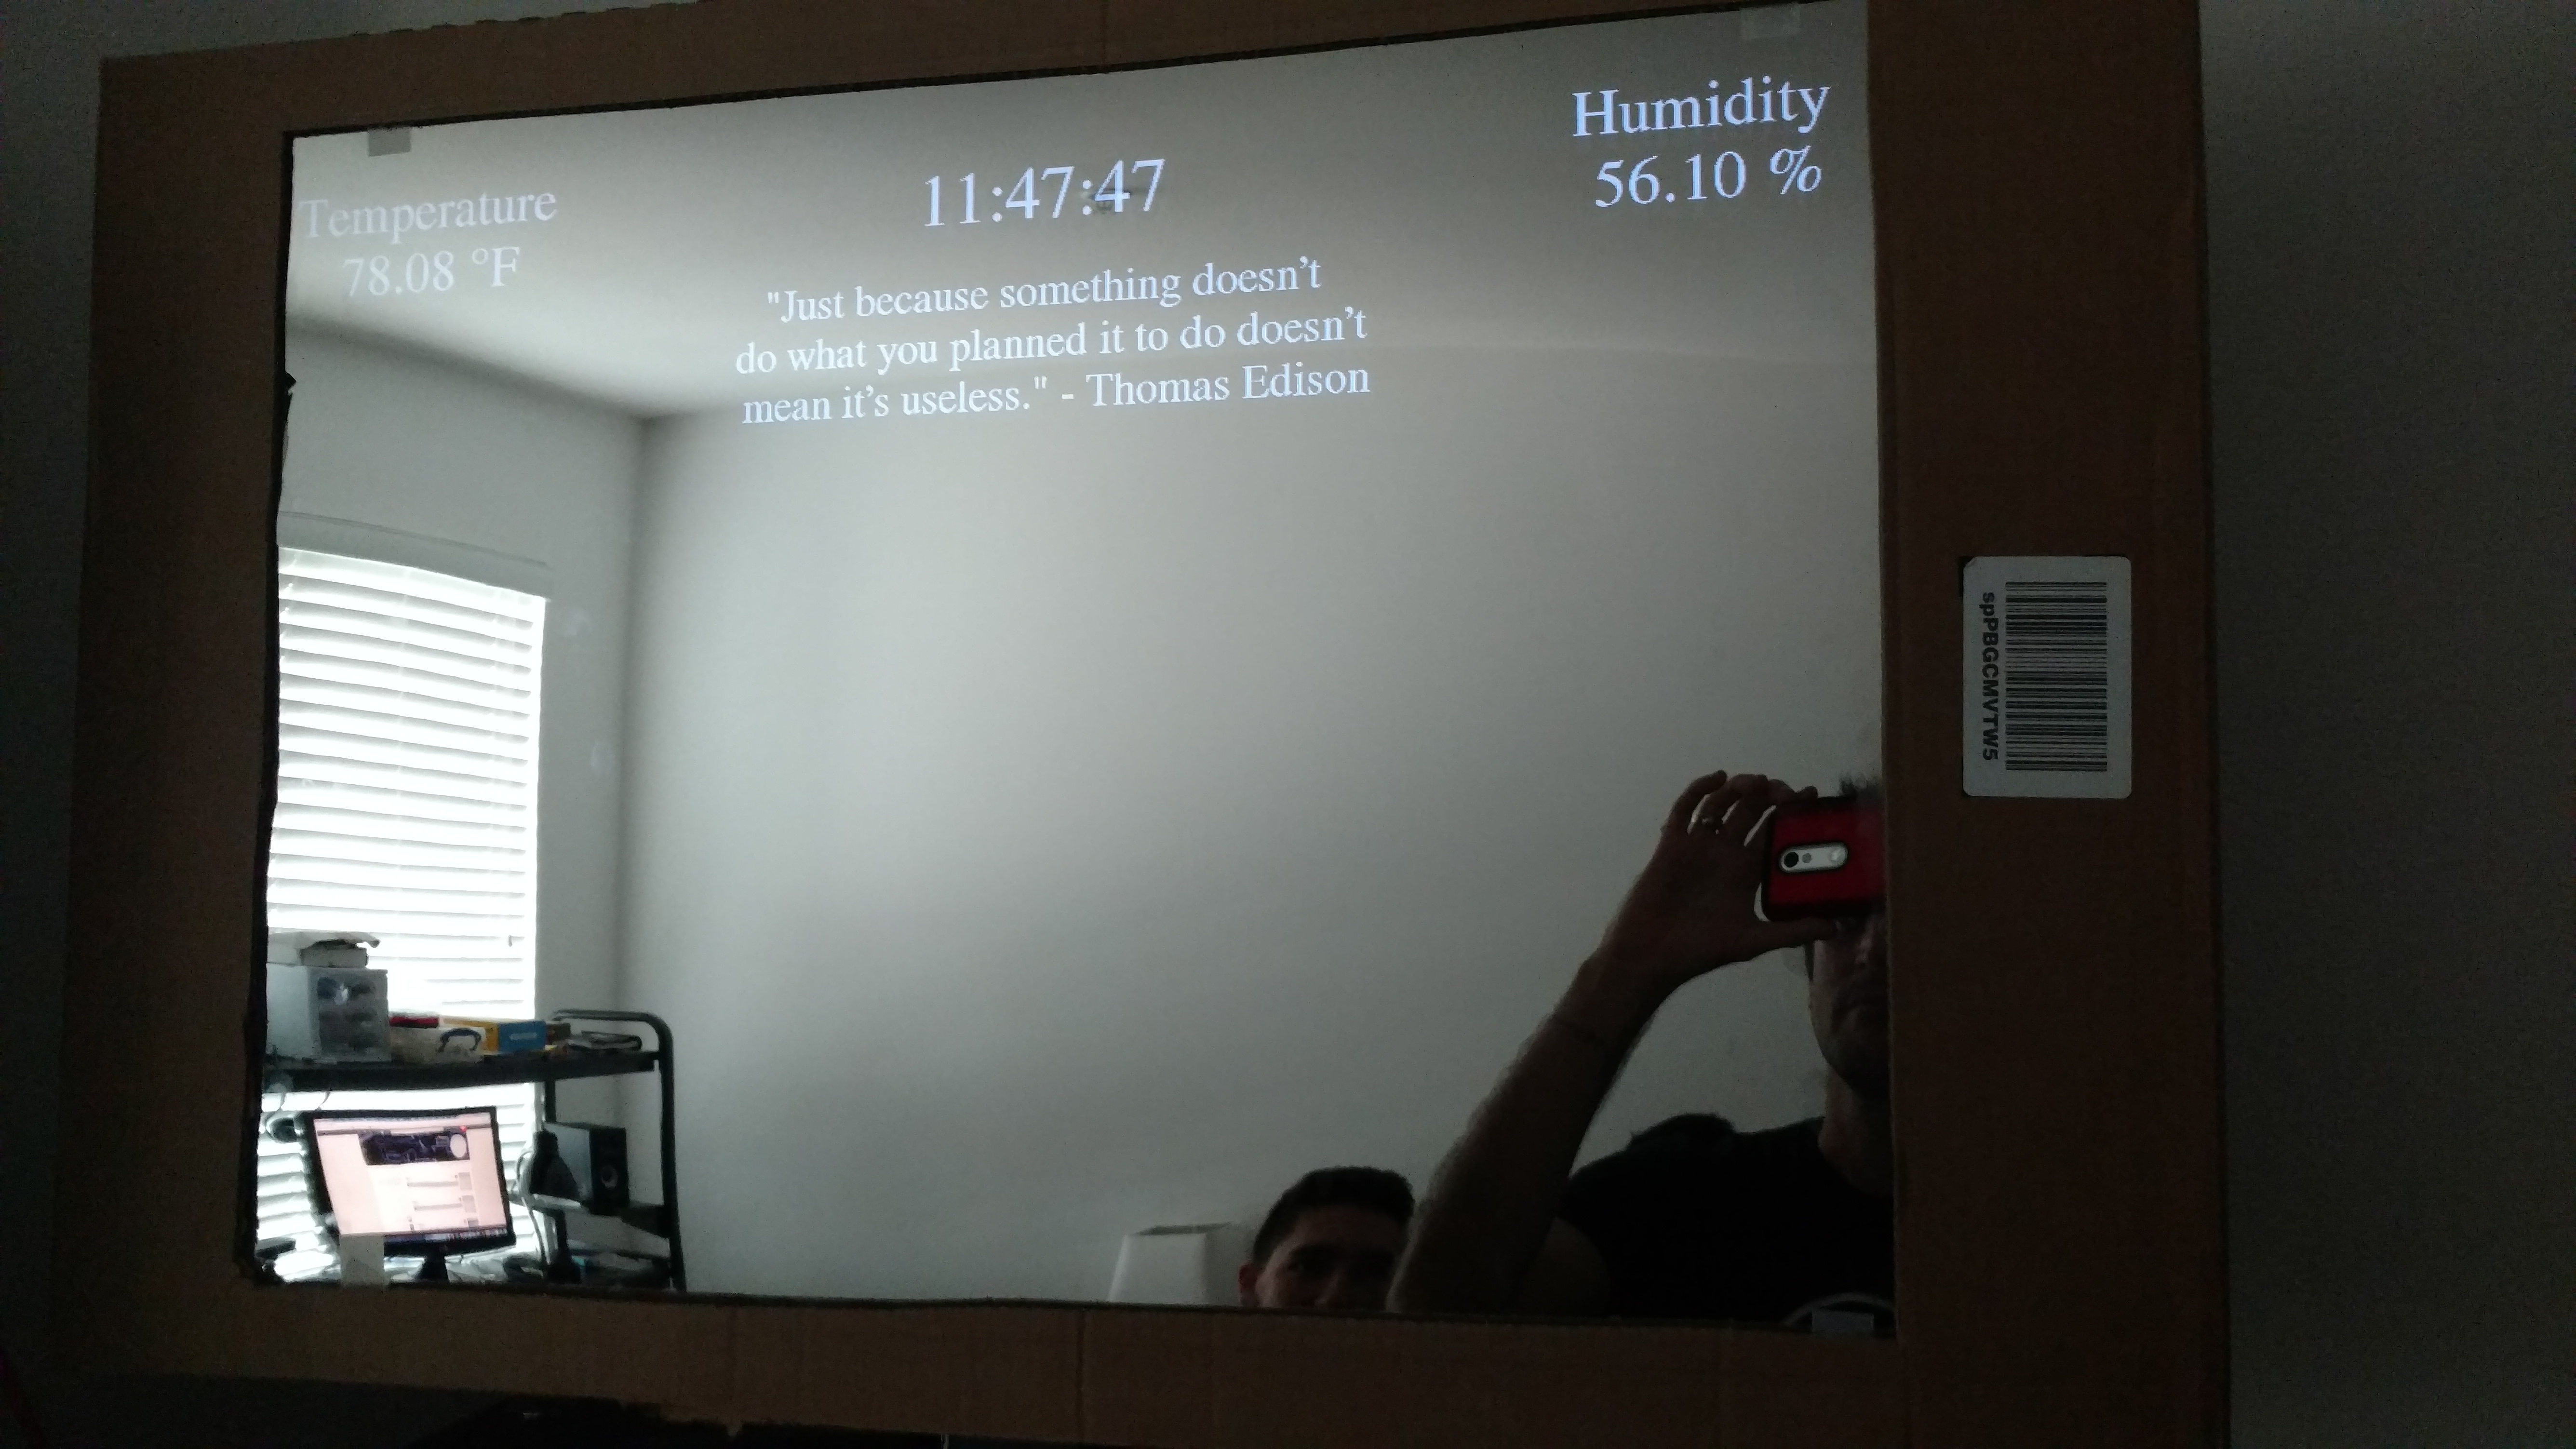 Temperature
78.08 °F
11:47:47
Humidity
56.10 %
"Just because something doesn’t
do what you planned it to do doesn’t
mean it’s useless." - Thomas Edison
spPBGCMVTW5